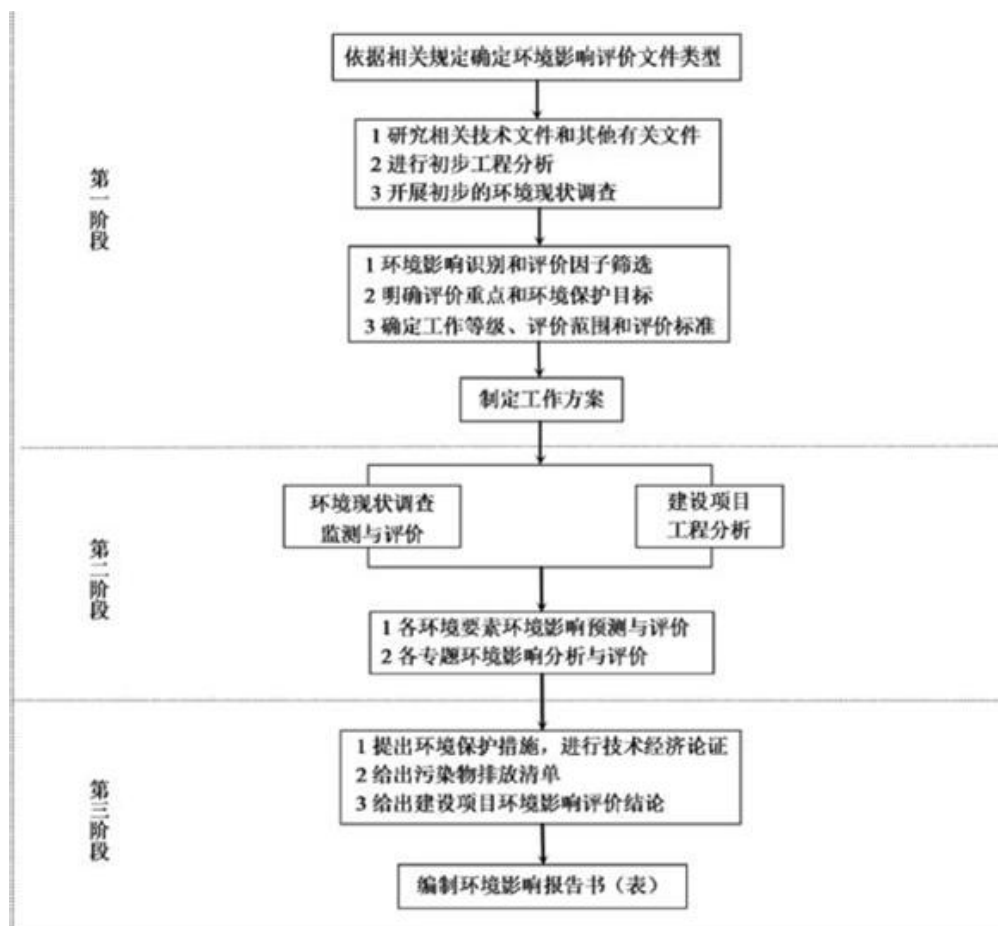 依据相关规定确定环境影响评价文件类型
1 研究相关技术文件和其他有关文件
2 进行初步工程分析
3 开展初步的环境现状调查
第一阶段
1 环境影响识别和评价因子筛选
2 明确评价重点和环境保护目标
3 确定工作等级、评价范围和评价标准
制定工作方案
环境现状调查
监测与评价
建设项目
工程分析
第二阶段
1 各环境要素环境影响预测与评价
2 各专题环境影响分析与评价
1 提出环境保护措施，进行技术经济论证
2 给出污染物排放清单
3 给出建设项目环境影响评价结论
第三阶段
编制环境影响报告书（表）